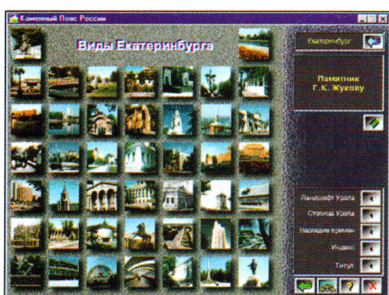 Каменный Пояс России
Виды Екатеринбурга
Екатеринбург
Памятник
Г.К. Жукову
Ландшафт Урала
Столица Урала
Наследие времен
Индекс
Титул
?
X